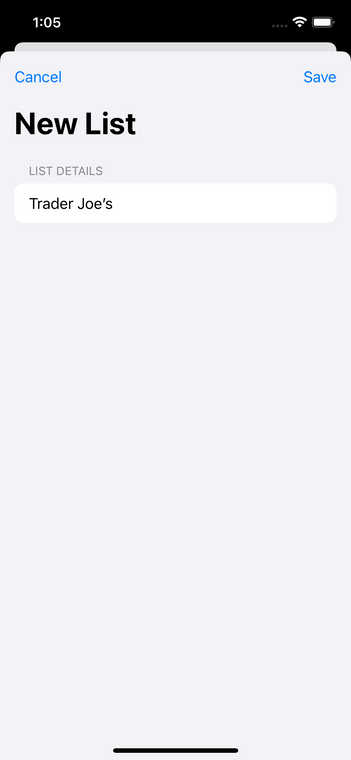 1:05
Cancel Save
New List
LIST DETAILS
Trader Joe’s